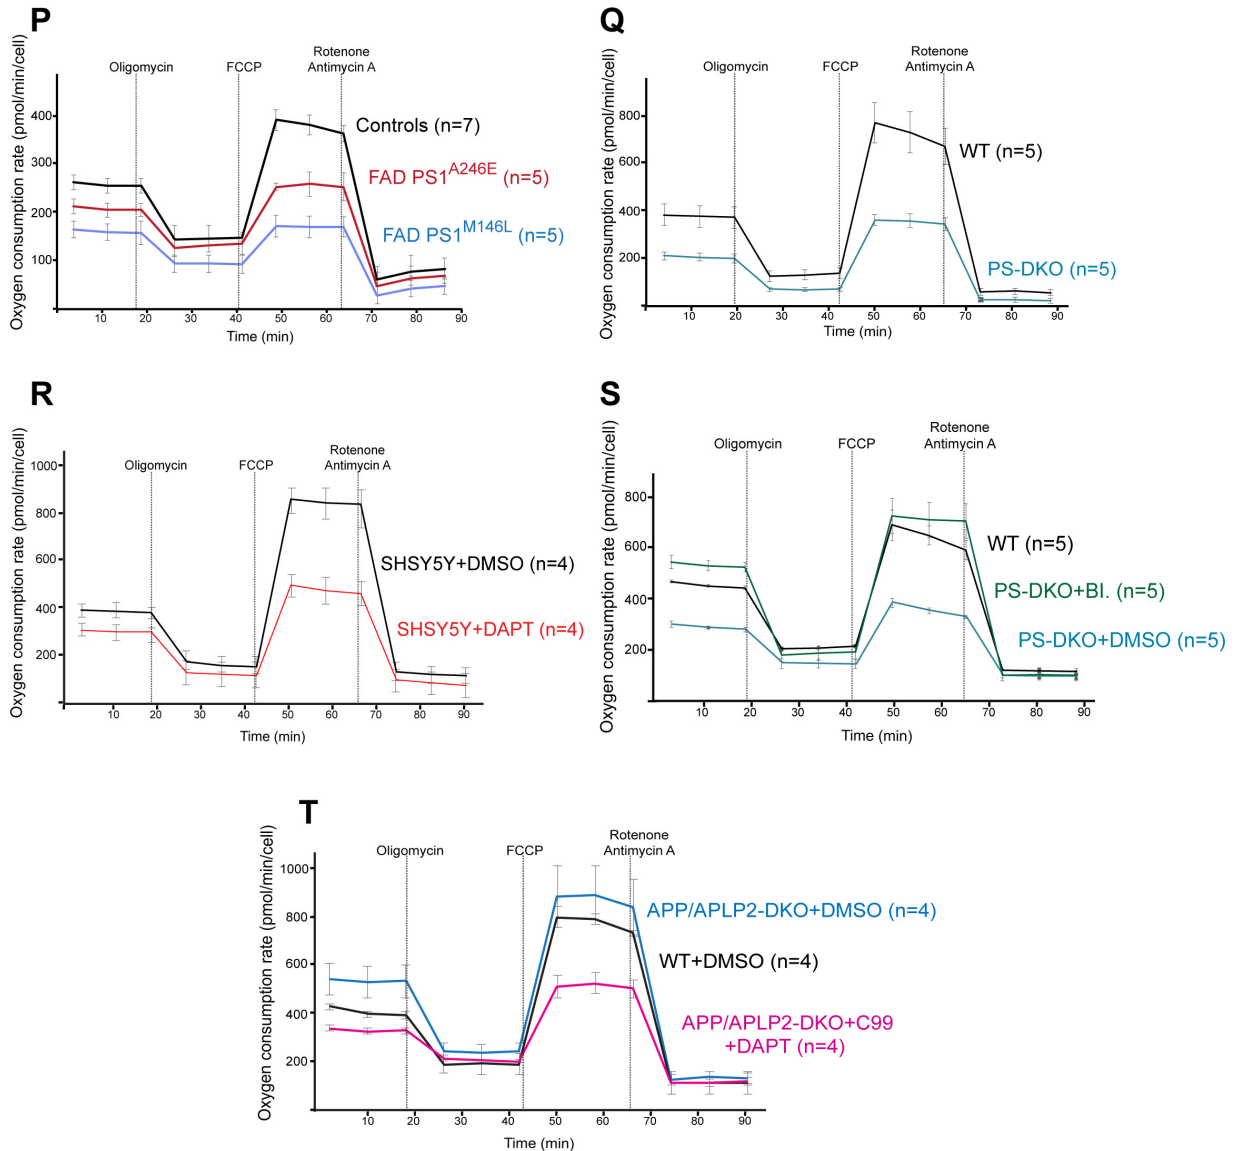 P
Oxygen consumption rate (pmol/min/cell)
Oligomycin
FCCP
Rotenone
Antimycin A
400
300
200
100
Controls (n=7)
FAD PS1A246E (n=5)
FAD PS1M146L (n=5)
10 20 30 40 50 60 70 80 90
Time (min)
Q
Oxygen consumption rate (pmol/min/cell)
Oligomycin
FCCP
Rotenone
Antimycin A
800
600
400
200
WT (n=5)
PS-DKO (n=5)
10 20 30 40 50 60 70 80 90
Time (min)
R
Oxygen consumption rate (pmol/min/cell)
Oligomycin
FCCP
Rotenone
Antimycin A
1000
800
600
400
200
SHSY5Y+DMSO (n=4)
SHSY5Y+DAPT (n=4)
10 20 30 40 50 60 70 80 90
Time (min)
S
Oxygen consumption rate (pmol/min/cell)
Oligomycin
FCCP
Rotenone
Antimycin A
800
600
400
200
WT (n=5)
PS-DKO+BI. (n=5)
PS-DKO+DMSO (n=5)
10 20 30 40 50 60 70 80 90
Time (min)
T
Oxygen consumption rate (pmol/min/cell)
Oligomycin
FCCP
Rotenone
Antimycin A
1000
800
600
400
200
APP/APLP2-DKO+DMSO (n=4)
WT+DMSO (n=4)
APP/APLP2-DKO+C99
+DAPT (n=4)
10 20 30 40 50 60 70 80 90
Time (min)